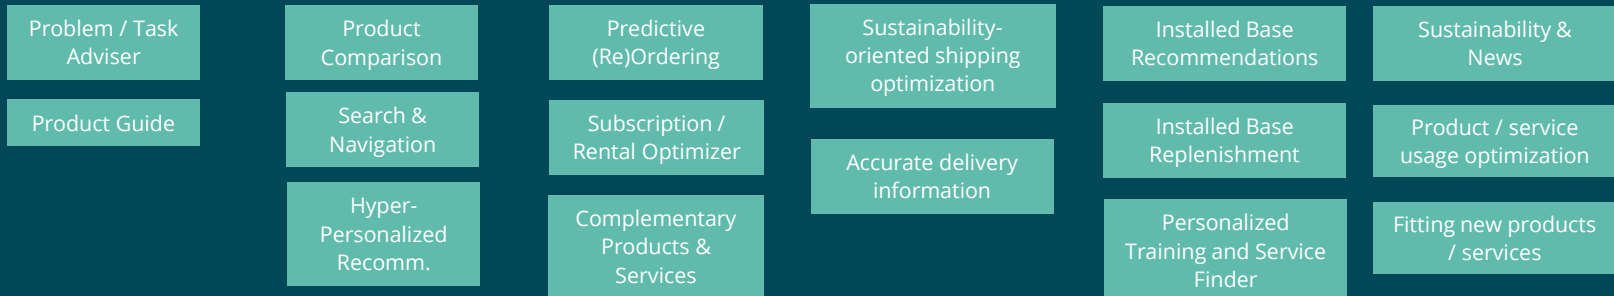 Problem / Task
Adviser
Product Guide
Product
Comparison
Search &
Navigation
Hyper-
Personalized
Recomm.
Predictive
(Re)Ordering
Subscription /
Rental Optimizer
Complementary
Products &
Services
Sustainability-
oriented shipping
optimization
Accurate delivery
information
Installed Base
Recommendations
Installed Base
Replenishment
Personalized
Training and Service
Finder
Sustainability &
News
Product / service
usage optimization
Fitting new products
/ services